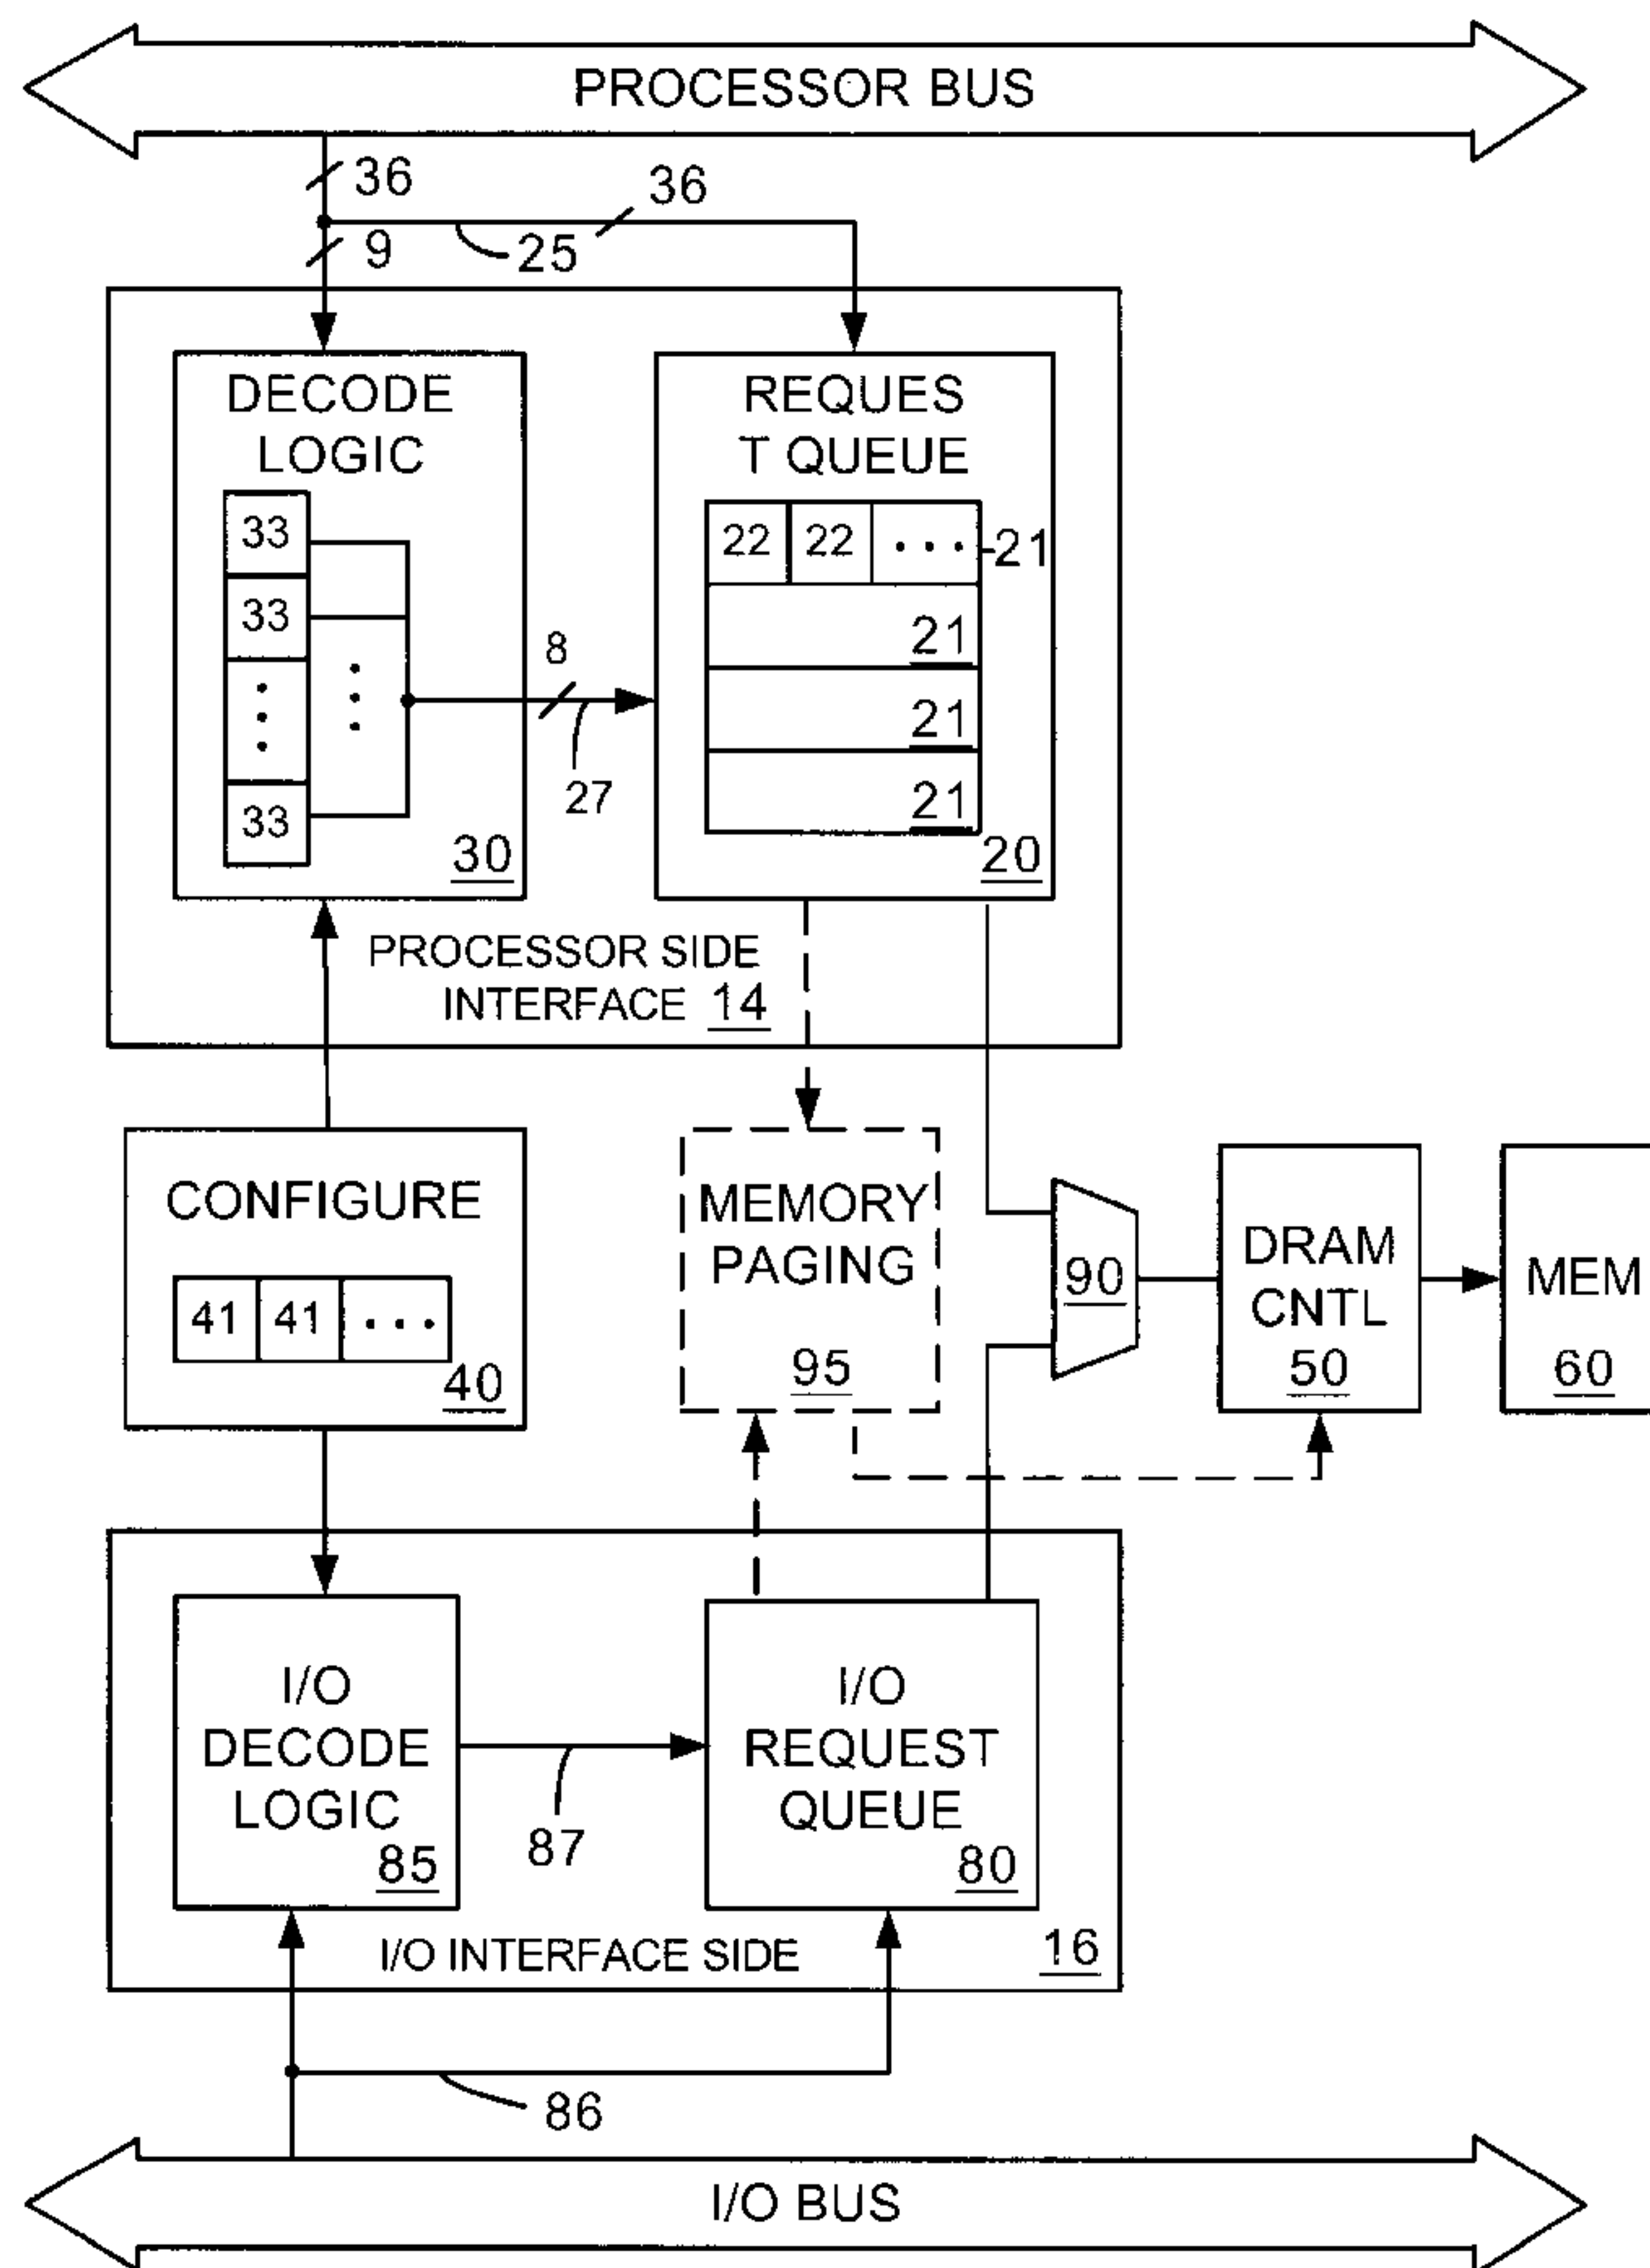 PROCESSOR BUS
36
36
9
25
DECODE
LOGIC
33
33
33
30
8
27
REQUES
T QUEUE
22 22 ... 21
21
21
21
20
PROCESSOR SIDE
INTERFACE 14
CONFIGURE
41 41 ...
40
MEMORY
PAGING
95
90
DRAM
CNTL
50
MEM
60
I/O
DECODE
LOGIC
85
87
I/O
REQUEST
QUEUE
80
I/O INTERFACE SIDE
16
86
I/O BUS